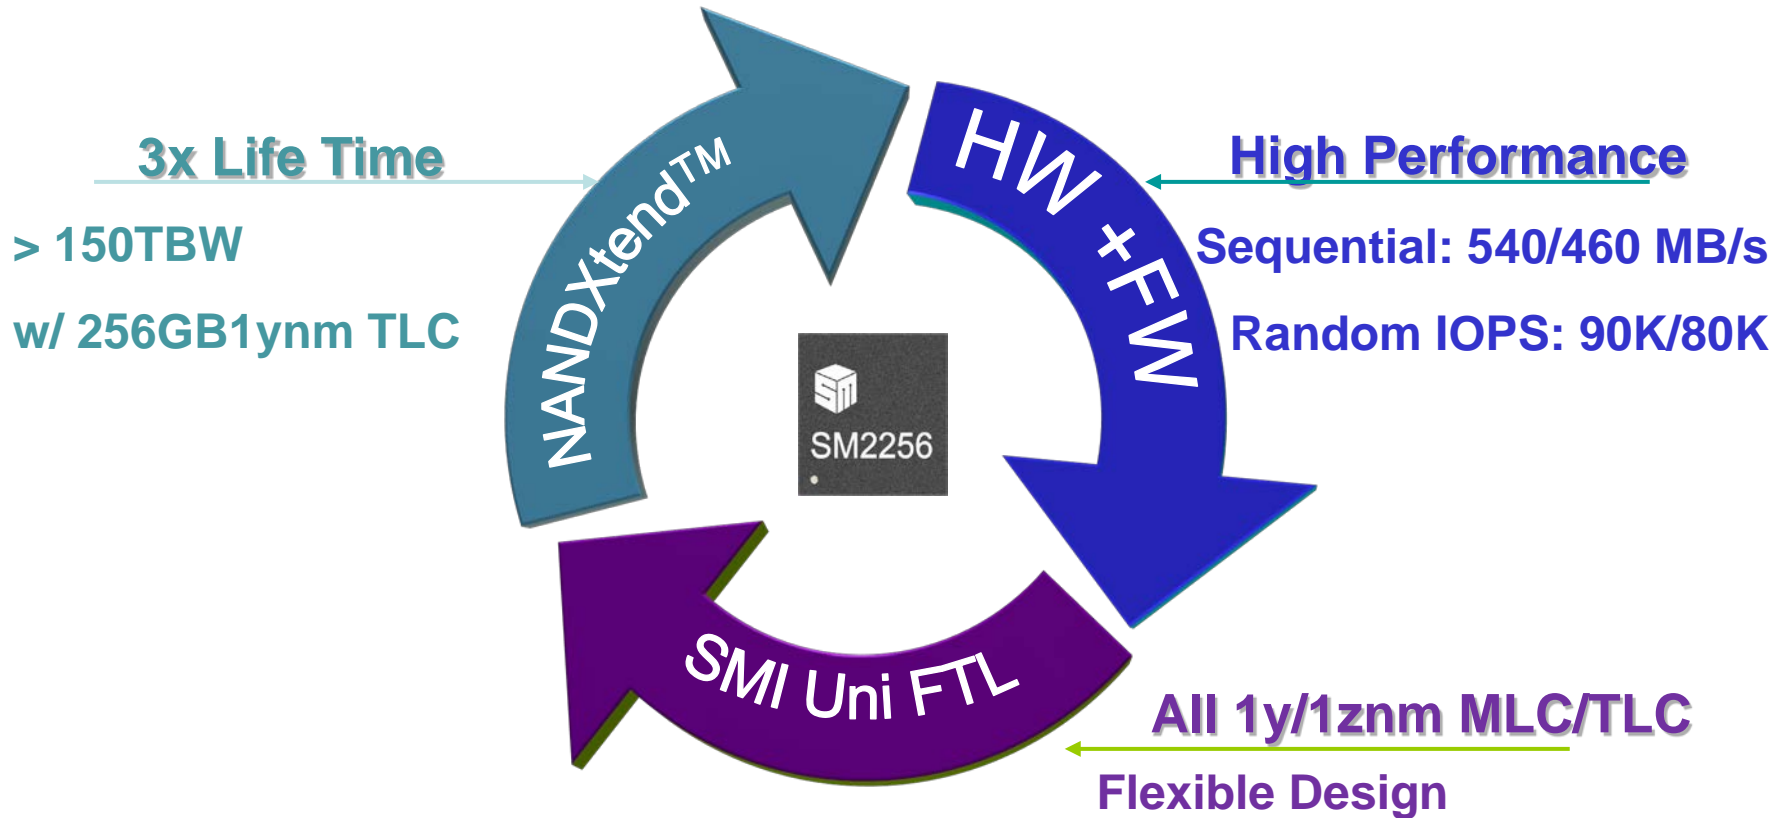 3x Life Time
> 150TBW
w/ 256GB1ynm TLC
NANDXtend™
HW +FW
High Performance
Sequential: 540/460 MB/s
Random IOPS: 90K/80K
SM
SM2256
SMI Uni FTL
All 1y/1znm MLC/TLC
Flexible Design